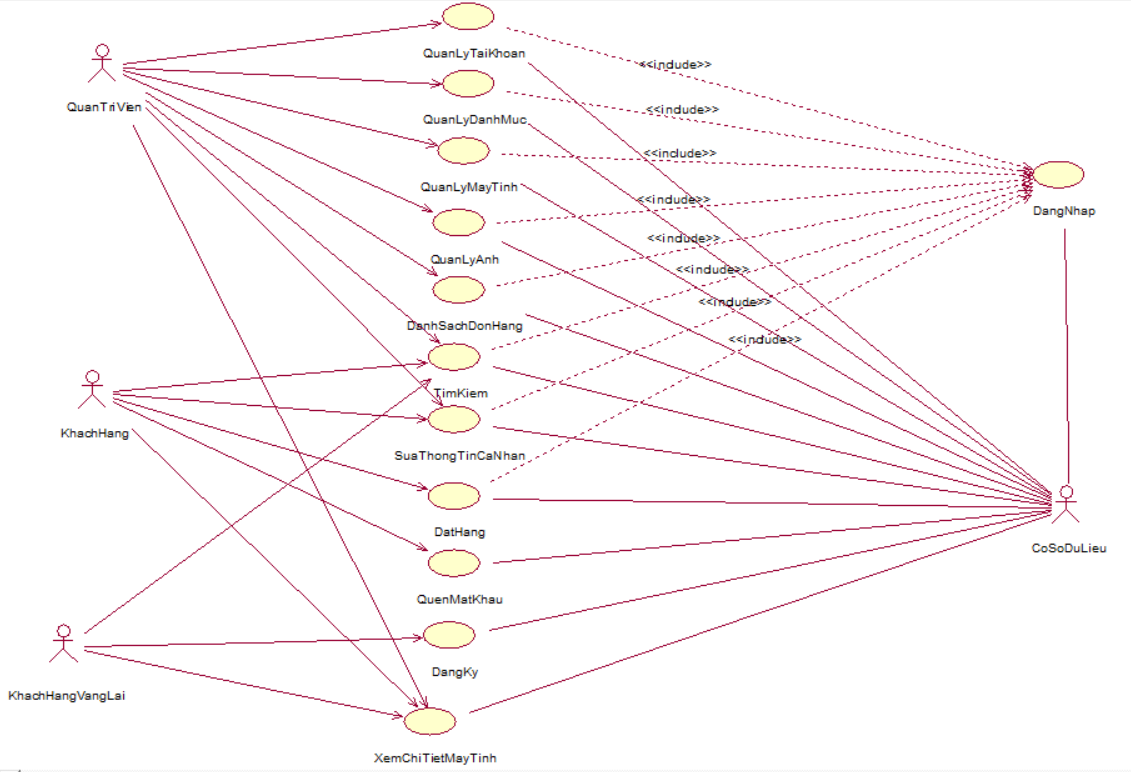 QuanLyTaiKhoan
<<include>>
QuanTriVien
<<include>>
QuanLyDanhMuc
<<include>>
QuanLyMayTinh
<<include>>
DangNhap
<<include>>
QuanLyAnh
<<include>>
<<include>>
DanhSachDonHang
<<include>>
TimKiem
KhachHang
SuaThongTinCaNhan
DatHang
CoSoDuLieu
QuenMatKhau
DangKy
KhachHangVangLai
XemChiTietMayTinh